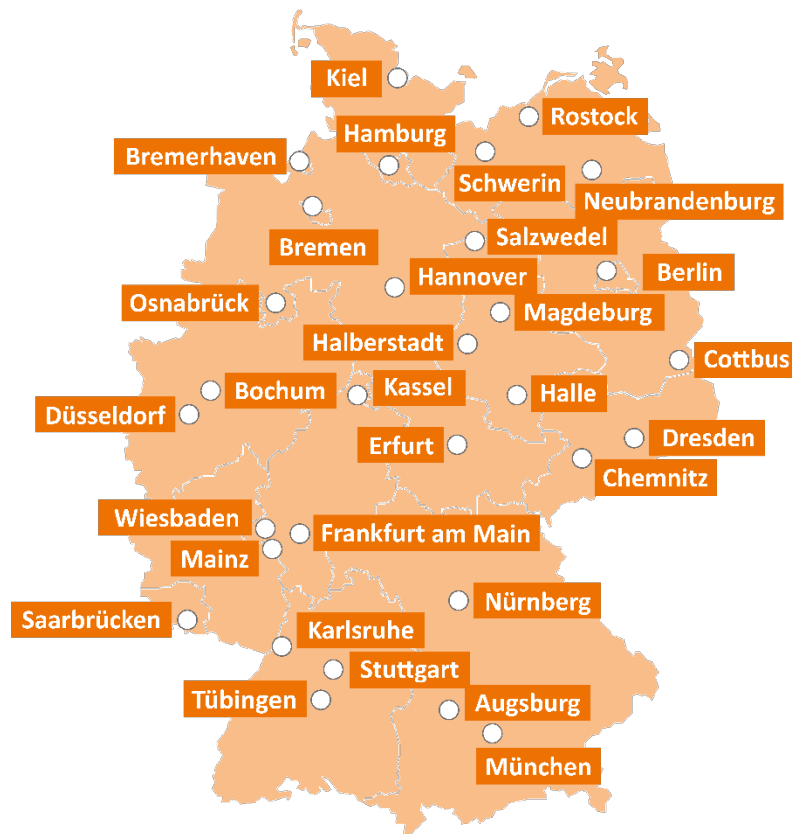 Kiel
Rostock
Hamburg
Bremerhaven
Schwerin
Neubrandenburg
Bremen
Salzwedel
Berlin
Hannover
Osnabrück
Magdeburg
Halberstadt
Cottbus
Bochum
Kassel
Halle
Düsseldorf
Erfurt
Dresden
Chemnitz
Wiesbaden
Frankfurt am Main
Mainz
Nürnberg
Saarbrücken
Karlsruhe
Stuttgart
Tübingen
Augsburg
München